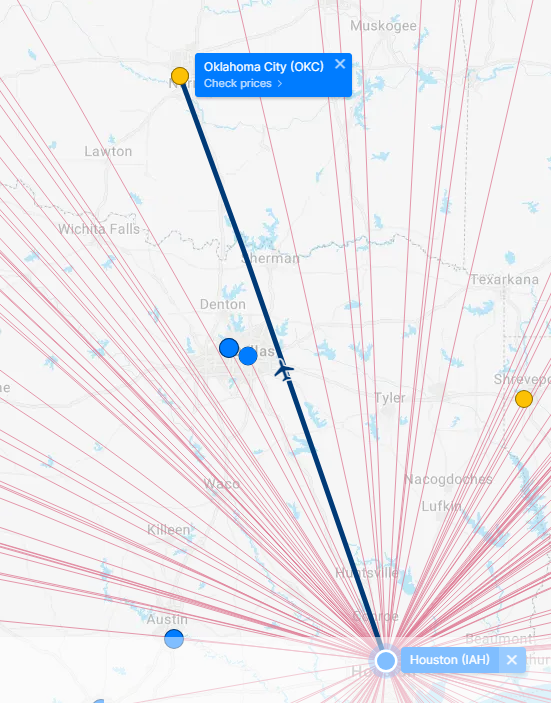 Muskogee
Oklahoma City (OKC)
Check prices
Lawton
Wichita Falls
Sherman
Texarkana
Denton
Tyler
Waco
Nacogdoches
Lufkin
Killeen
Huntsville
Austin
Beaumont
Houston (IAH)